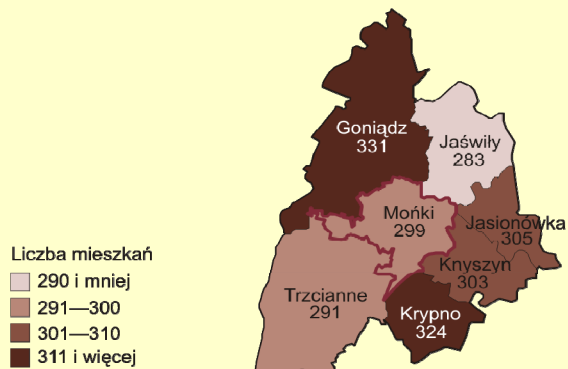 Goniądz
331
Jaświły
283
Mońki
299
Jasionówka
305
Knyszyn
303
Trzcianne
291
Krypno
324
Liczba mieszkań
290 i mniej
291—300
301—310
311 i więcej